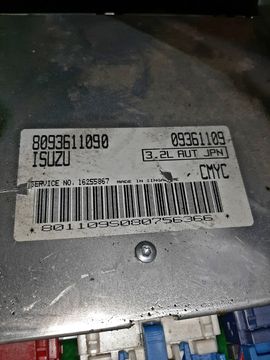 8093611090 09361109
ISUZU 3.2L AUT JPN
CMYC
SERVICE NO. 16255867 MADE IN SINGAPORE
801109S080756366